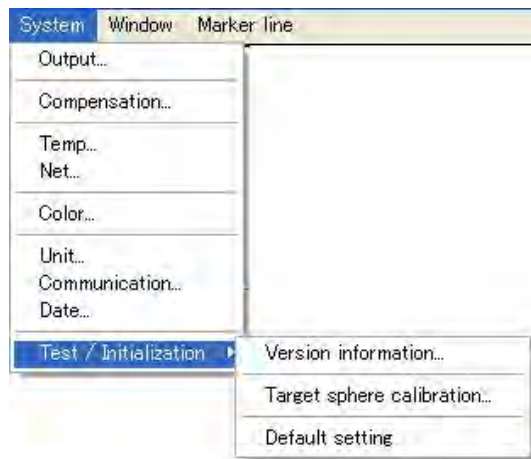 System Window Marker line
Output...
Compensation...
Temp...
Net...
Color...
Unit...
Communication...
Date...
Test / Initialization
Version information...
Target sphere calibration...
Default setting